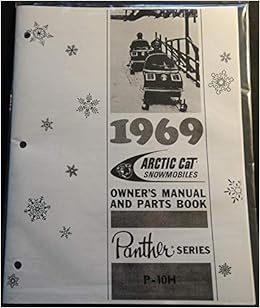 1969
ARCTIC CAT
SNOWMOBILES
OWNER'S MANUAL
AND PARTS BOOK
Panther SERIES
P-10H